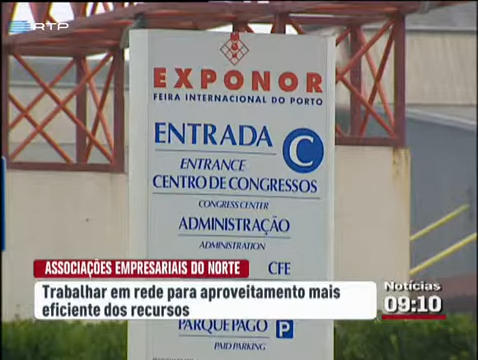 RTP
EXPONOR
FEIRA INTERNACIONAL DO PORTO
ENTRADA
C
ENTRANCE
CENTRO DE CONGRESSOS
CONGRESS CENTER
ADMINISTRAÇÃO
ADMINISTRATION
CFE
ASSOCIAÇÕES EMPRESARIAIS DO NORTE
Trabalhar em rede para aproveitamento mais
eficiente dos recursos
Notícias
09:10
PARQUE PAGO P
PAID PARKING